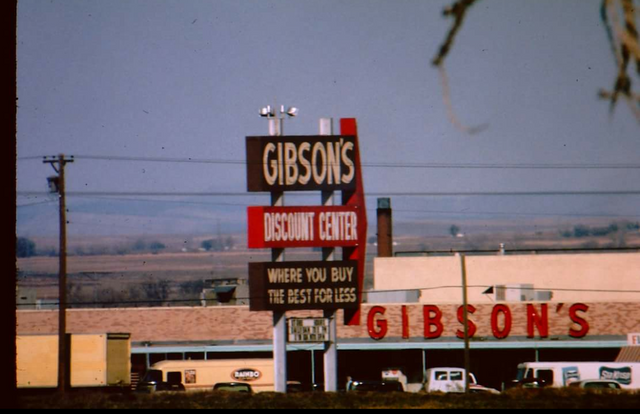 GIBSON'S
DISCOUNT CENTER
WHERE YOU BUY
THE BEST FOR LESS
GIBSON'S
RAINBO